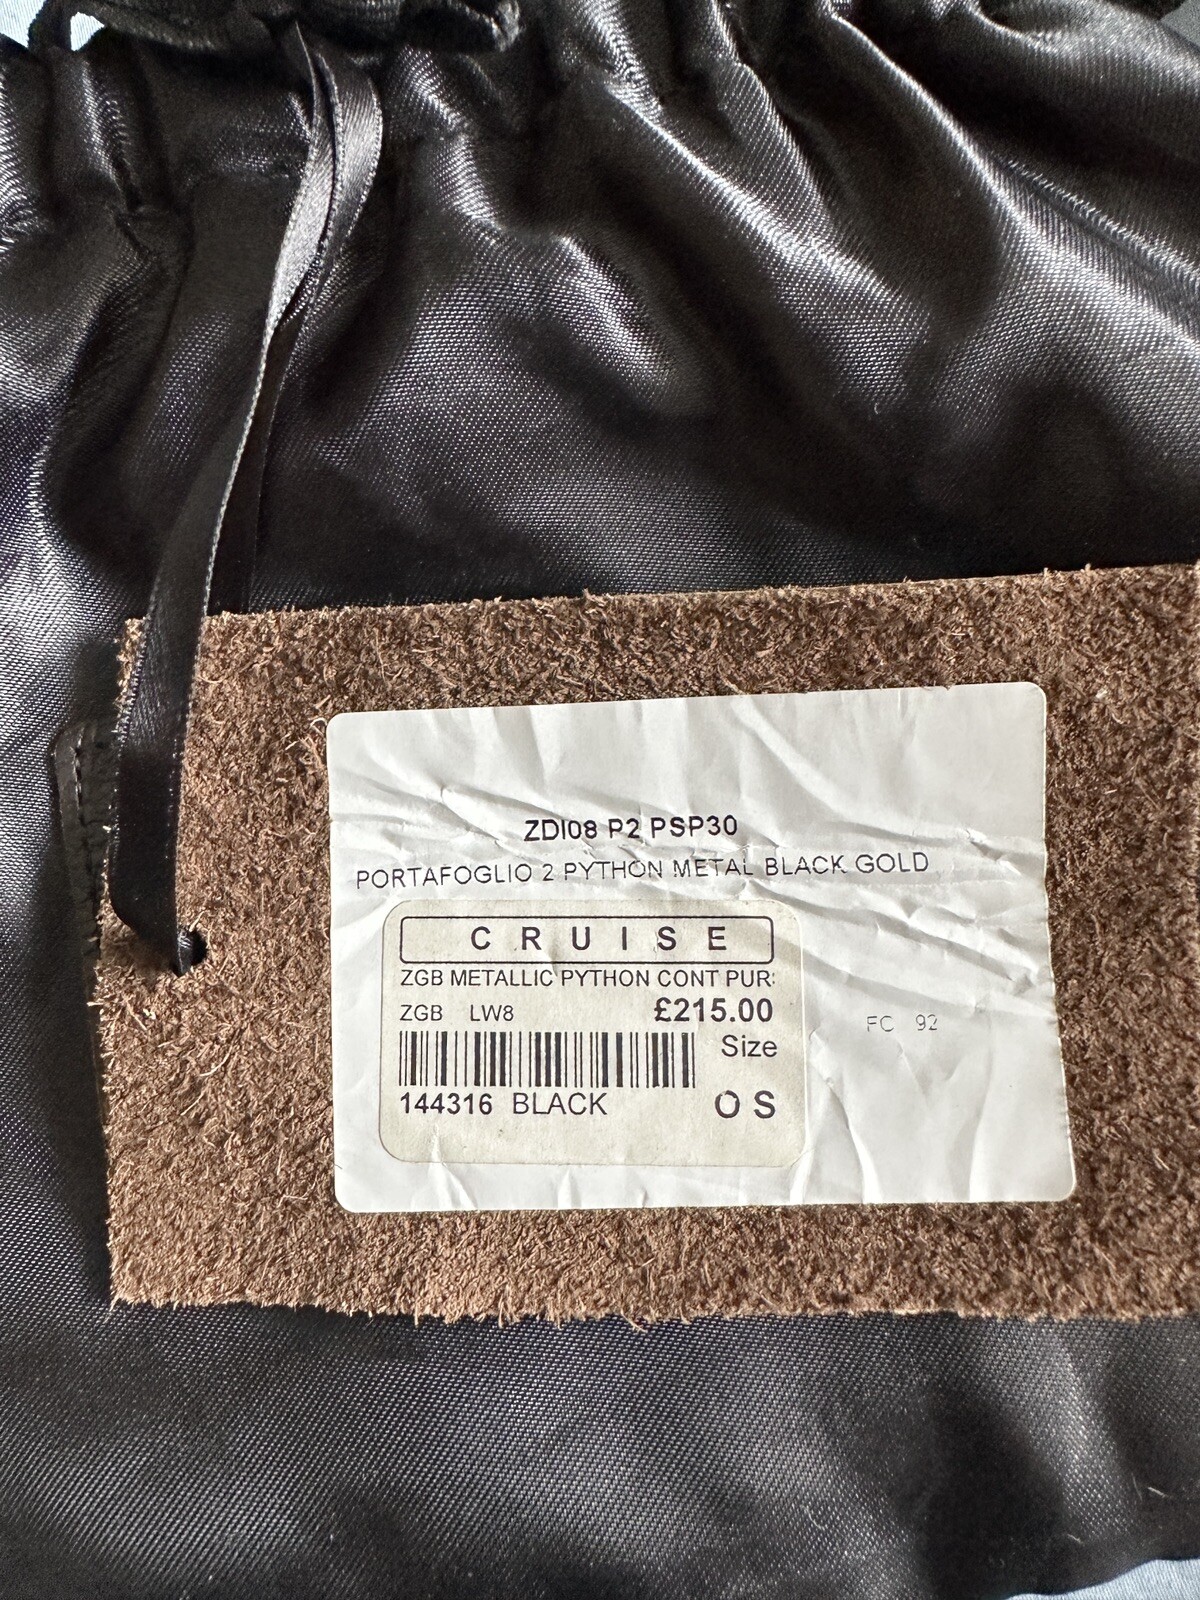 ZDI08 P2 PSP30
PORTAFOGLIO 2 PYTHON METAL BLACK GOLD
CRUISE
ZGB METALLIC PYTHON CONT PUR
ZGB LW8 £215.00
Size
144316 BLACK O S
FC 92